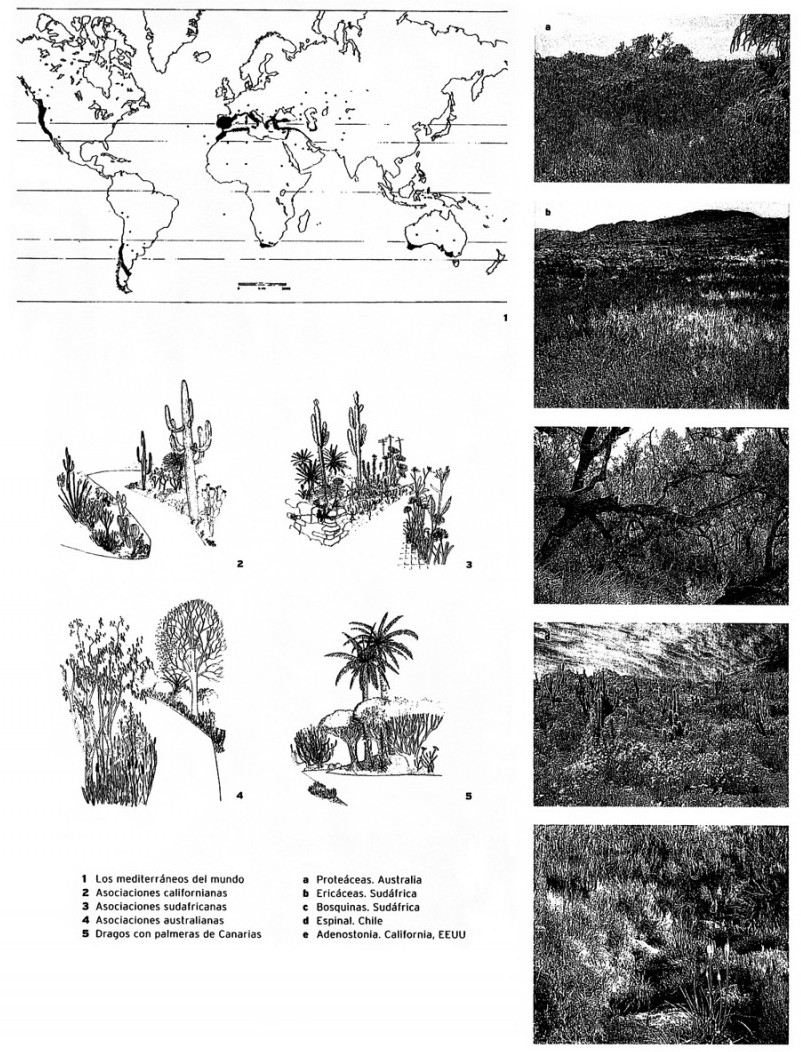 a
b
1
2
3
4
5
1 Los mediterráneos del mundo
2 Asociaciones californianas
3 Asociaciones sudafricanas
4 Asociaciones australianas
5 Dragos con palmeras de Canarias
a Proteáceas. Australia
b Ericáceas. Sudáfrica
c Bosquinas. Sudáfrica
d Espinal. Chile
e Adenostonia. California, EEUU